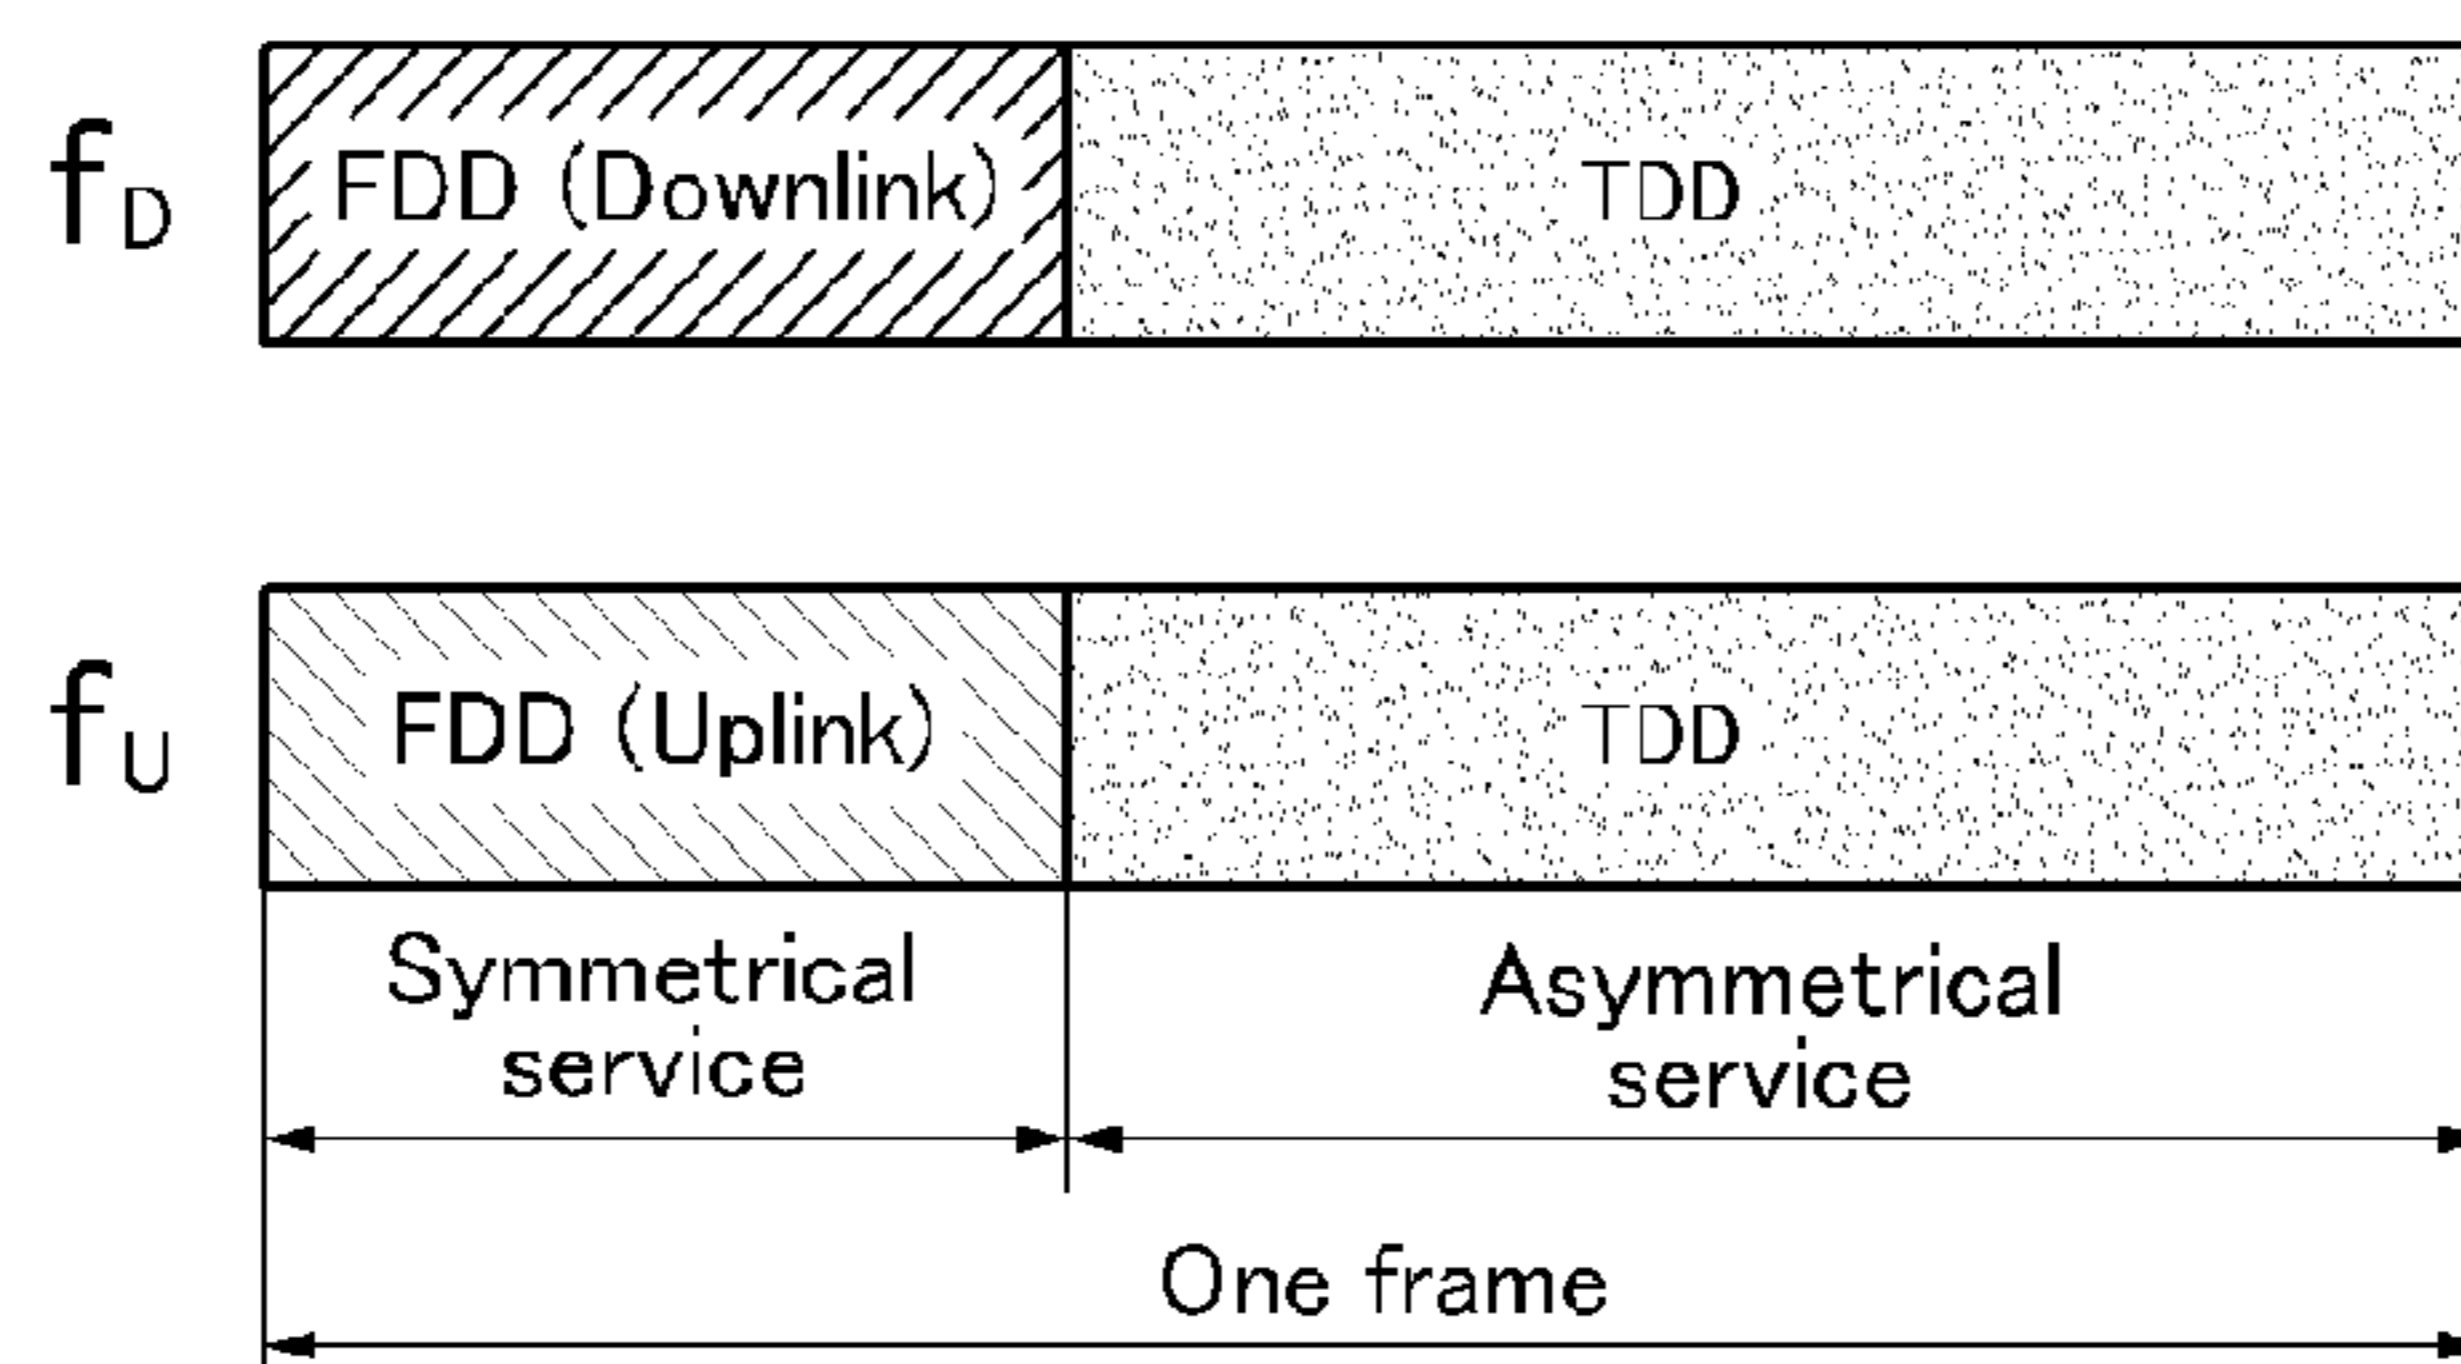 fD
FDD (Downlink)
TDD
fU
FDD (Uplink)
TDD
Symmetrical
service
Asymmetrical
service
One frame